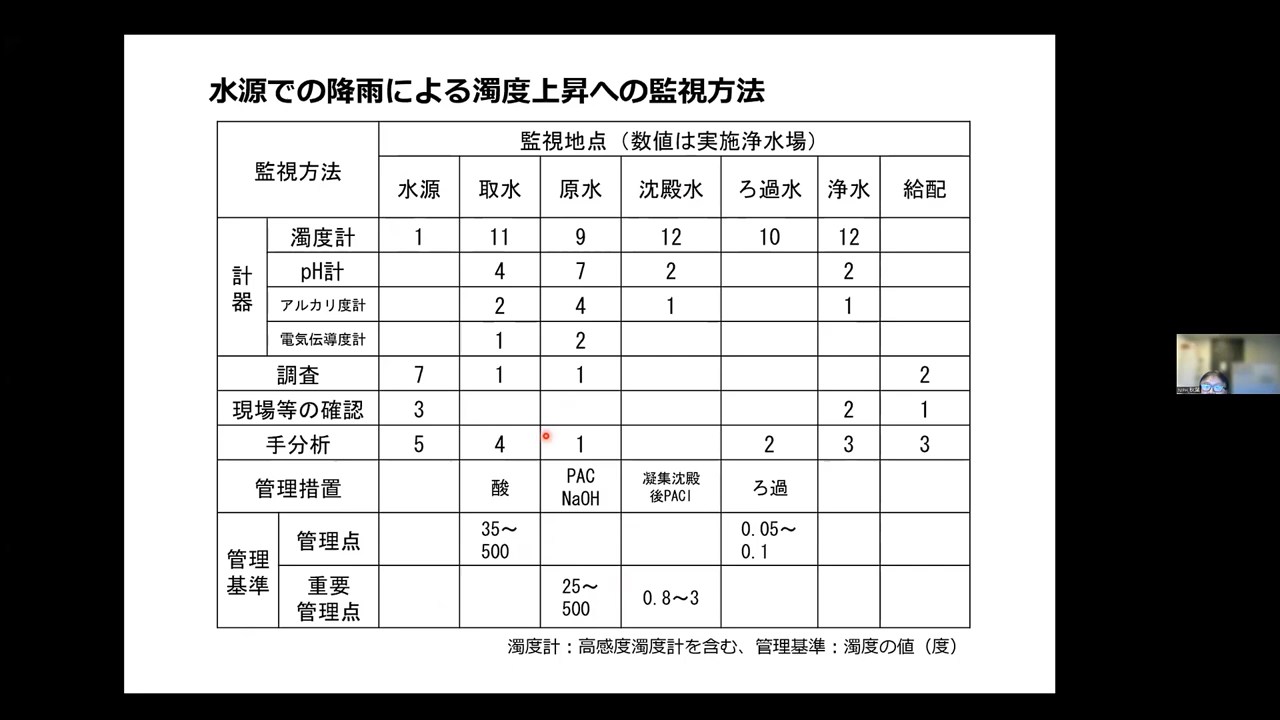 水源での降雨による濁度上昇への監視方法
監視方法 監視地点（数値は実施浄水場）
水源 取水 原水 沈殿水 ろ過水 浄水 給配
計器 濁度計 1 11 9 12 10 12
pH計 4 7 2 2
アルカリ度計 2 4 1 1
電気伝導度計 1 2
調査 7 1 1 2
現場等の確認 3 2 1
手分析 5 4 1 2 3 3
管理措置 酸 PAC NaOH 凝集沈殿後PACl ろ過
管理基準 管理点 35～500 0.05～0.1
重要管理点 25～500 0.8～3
濁度計：高感度濁度計を含む、管理基準：濁度の値（度）